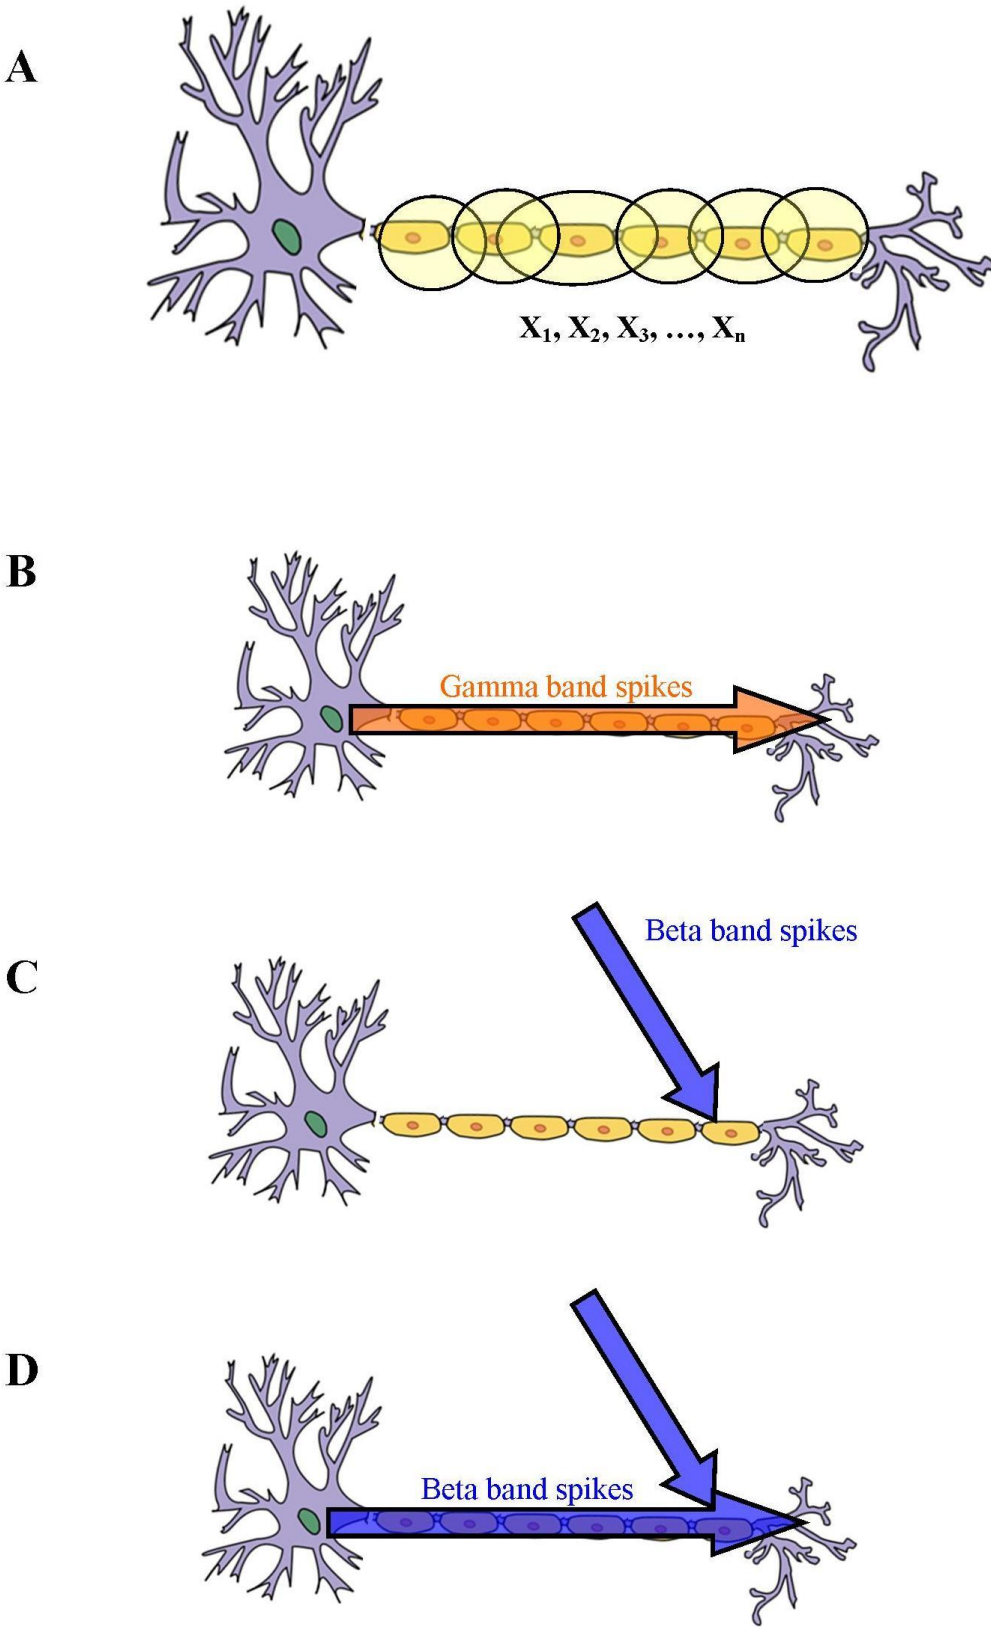 A
X₁, X₂, X₃, ..., Xₙ
B
Gamma band spikes
Beta band spikes
C
D
Beta band spikes